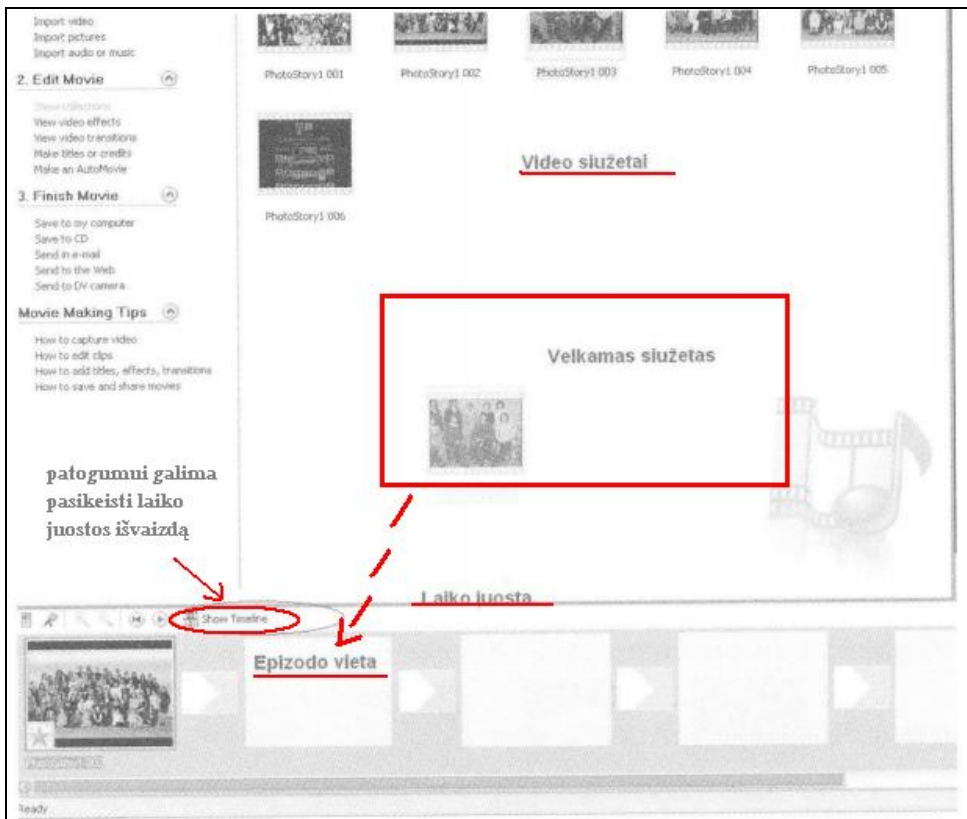 Import video
Import pictures
Import audio or music
2. Edit Movie
Show collections
View video effects
View video transitions
Make titles or credits
Make an AutoMovie
3. Finish Movie
Save to my computer
Save to CD
Send in e-mail
Send to the Web
Send to DV camera
Movie Making Tips
How to capture video
How to edit clips
How to add titles, effects, transitions
How to save and share movies
PhotoStory1 001
PhotoStory1 002
PhotoStory1 003
PhotoStory1 004
PhotoStory1 005
PhotoStory1 006
Video siužetai
Velkamas siužetas
patogumui galima
pasikeisti laiko
juostos išvaizdą
Laiko juosta
Show Timeline
Epizodo vieta
Ready